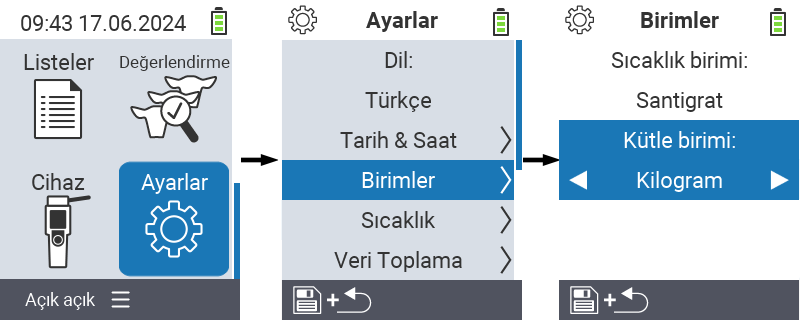 09:43 17.06.2024
Listeler
Değerlendirme
Cihaz
Ayarlar
Açık açık
Ayarlar
Dil:
Türkçe
Tarih & Saat
Birimler
Sıcaklık
Veri Toplama
+
Birimler
Sıcaklık birimi:
Santigrat
Kütle birimi:
Kilogram
+